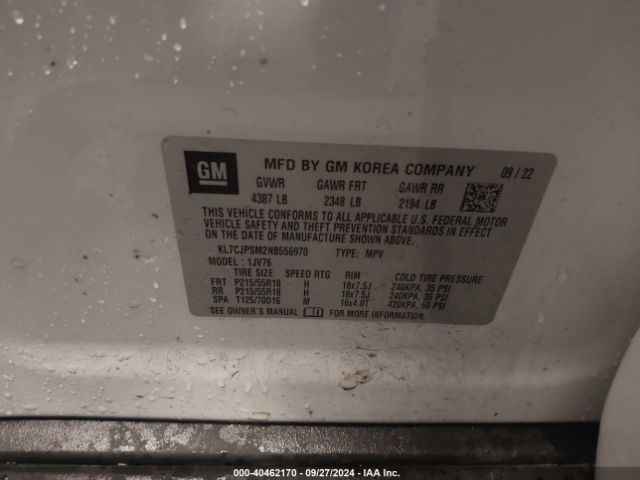 GM MFD BY GM KOREA COMPANY 09/22
GVWR GAWR FRT GAWR RR
4387 LB 2348 LB 2194 LB
THIS VEHICLE CONFORMS TO ALL APPLICABLE U.S. FEDERAL MOTOR
VEHICLE SAFETY AND THEFT PREVENTION STANDARDS IN EFFECT
ON THE DATE OF MANUFACTURE SHOWN ABOVE.
KL7CJPSM2NB556970 TYPE: MPV
MODEL: 1JV76
TIRE SIZE SPEED RTG RIM COLD TIRE PRESSURE
FRT P215/55R18 H 18x7.5J 240KPA, 35 PSI
RR P215/55R18 H 18x7.5J 240KPA, 35 PSI
SPA T125/70D16 M 16x4.0T 420KPA, 60 PSI
SEE OWNER'S MANUAL FOR MORE INFORMATION
000-40462170 - 09/27/2024 - IAA Inc.